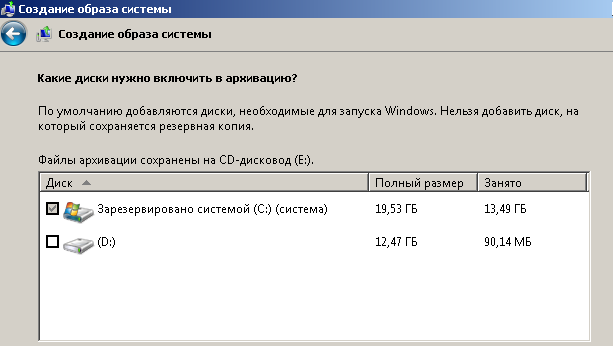 Создание образа системы
Создание образа системы
Какие диски нужно включить в архивацию?
По умолчанию добавляются диски, необходимые для запуска Windows. Нельзя добавить диск, на
который сохраняется резервная копия.
Файлы архивации сохранены на CD-дисковод (E:).
Диск Полный размер Занято
Зарезервировано системой (C:) (система) 19,53 ГБ 13,49 ГБ
(D:) 12,47 ГБ 90,14 МБ